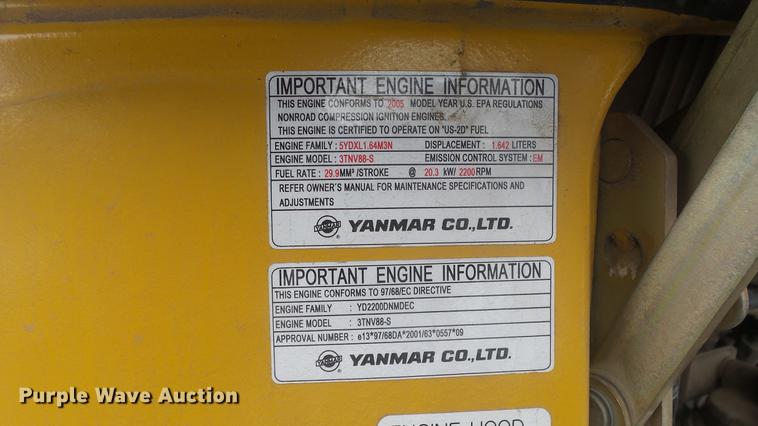 IMPORTANT ENGINE INFORMATION
THIS ENGINE CONFORMS TO 2005 MODEL YEAR U.S. EPA REGULATIONS
NONROAD COMPRESSION IGNITION ENGINES.
THIS ENGINE IS CERTIFIED TO OPERATE ON "US-2D" FUEL
ENGINE FAMILY : 5YDXL1.64M3N DISPLACEMENT : 1.642 LITERS
ENGINE MODEL : 3TNV88-S EMISSION CONTROL SYSTEM : EM
FUEL RATE : 29.9MM³ /STROKE @ 20.3 kW/ 2200RPM
REFER OWNER'S MANUAL FOR MAINTENANCE SPECIFICATIONS AND
ADJUSTMENTS
YANMAR ® YANMAR CO.,LTD.
IMPORTANT ENGINE INFORMATION
THIS ENGINE CONFORMS TO 97/68/EC DIRECTIVE
ENGINE FAMILY : YD2200DNMDEC
ENGINE MODEL : 3TNV88-S
APPROVAL NUMBER : e13*97/68DA*2001/63*0557*09
YANMAR ® YANMAR CO.,LTD.
ENGINE HOOD
Purple Wave Auction